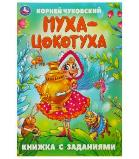 КОРНЕЙ ЧУКОВСКИЙ
МУХА-
ЦОКОТУХА
КНИЖКА С ЗАДАНИЯМИ